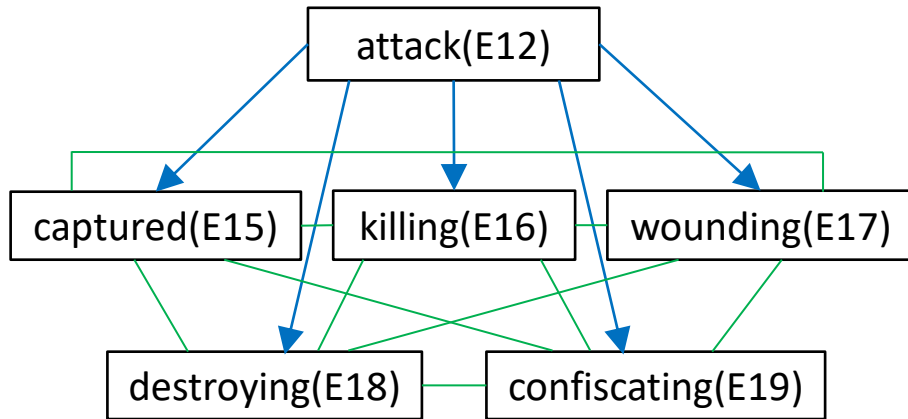 attack(E12)
captured(E15)
killing(E16)
wounding(E17)
destroying(E18)
confiscating(E19)